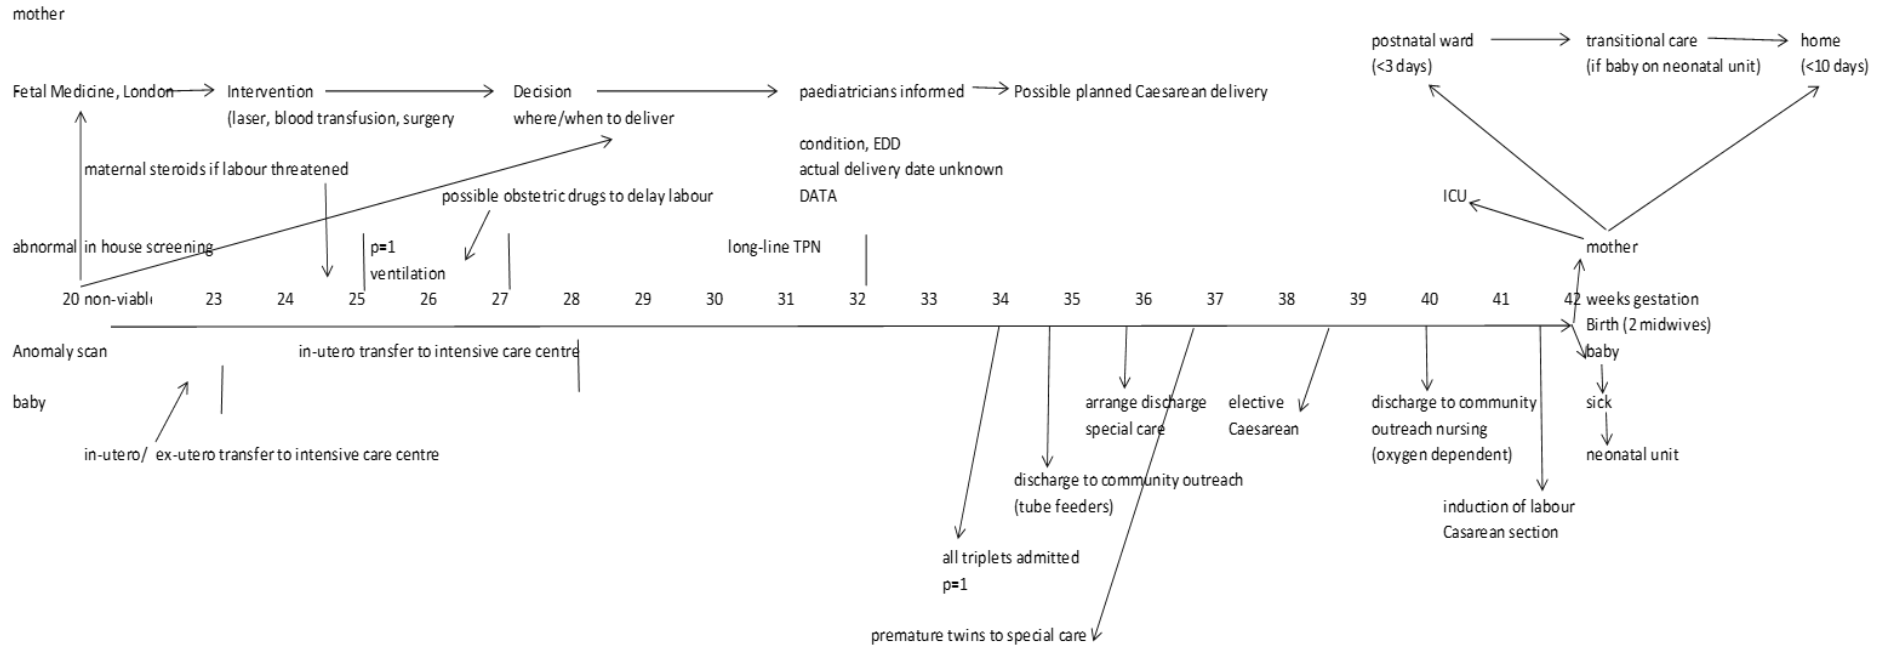 mother
postnatal ward
(<3 days)
transitional care
(if baby on neonatal unit)
home
(<10 days)
Fetal Medicine, London
Intervention
(laser, blood transfusion, surgery
Decision
where/when to deliver
paediatricians informed
Possible planned Caesarean delivery
condition, EDD
actual delivery date unknown
DATA
maternal steroids if labour threatened
possible obstetric drugs to delay labour
ICU
abnormal in house screening
p=1
ventilation
long-line TPN
mother
20 non-viabl 23 24 25 26 27 28 29 30 31 32 33 34 35 36 37 38 39 40 41 42 weeks gestation
Birth (2 midwives)
Anomaly scan
in-utero transfer to intensive care centre
baby
baby
arrange discharge
special care
elective
Caesarean
discharge to community
outreach nursing
(oxygen dependent)
sick
in-utero/ ex-utero transfer to intensive care centre
neonatal unit
discharge to community outreach
(tube feeders)
induction of labour
Casarean section
all triplets admitted
p=1
premature twins to special care